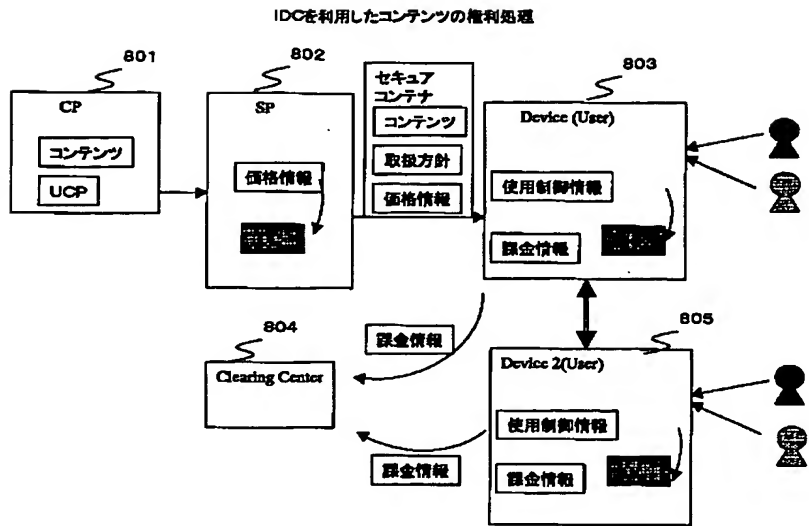 IDCを利用したコンテンツの権利処理
801
CP
コンテンツ
UCP
802
SP
価格情報
セキュア
コンテナ
コンテンツ
取扱方針
価格情報
803
Device (User)
使用制御情報
課金情報
804
Clearing Center
課金情報
課金情報
805
Device 2(User)
使用制御情報
課金情報